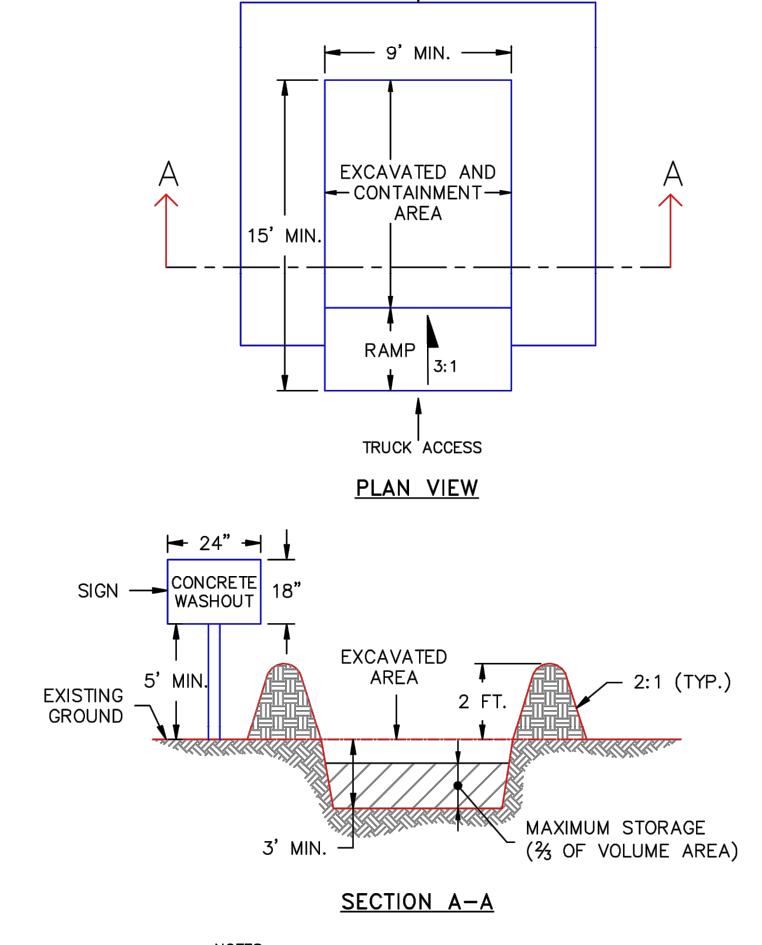 9' MIN.
EXCAVATED AND
CONTAINMENT
AREA
A
A
15' MIN.
RAMP
3:1
TRUCK ACCESS
PLAN VIEW
24"
SIGN
CONCRETE
WASHOUT
18"
5' MIN.
EXCAVATED
AREA
2 FT.
2:1 (TYP.)
EXISTING
GROUND
3' MIN.
MAXIMUM STORAGE
(⅔ OF VOLUME AREA)
SECTION A-A